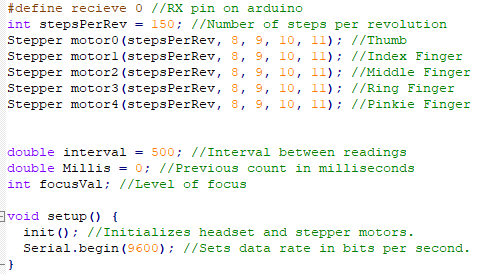 #define recieve 0 //RX pin on arduino
int stepsPerRev = 150; //Number of steps per revolution
Stepper motor0(stepsPerRev, 8, 9, 10, 11); //Thumb
Stepper motor1(stepsPerRev, 8, 9, 10, 11); //Index Finger
Stepper motor2(stepsPerRev, 8, 9, 10, 11); //Middle Finger
Stepper motor3(stepsPerRev, 8, 9, 10, 11); //Ring Finger
Stepper motor4(stepsPerRev, 8, 9, 10, 11); //Pinkie Finger
double interval = 500; //Interval between readings
double Millis = 0; //Previous count in milliseconds
int focusVal; //Level of focus
void setup() {
  init(); //Initializes headset and stepper motors.
  Serial.begin(9600); //Sets data rate in bits per second.
}